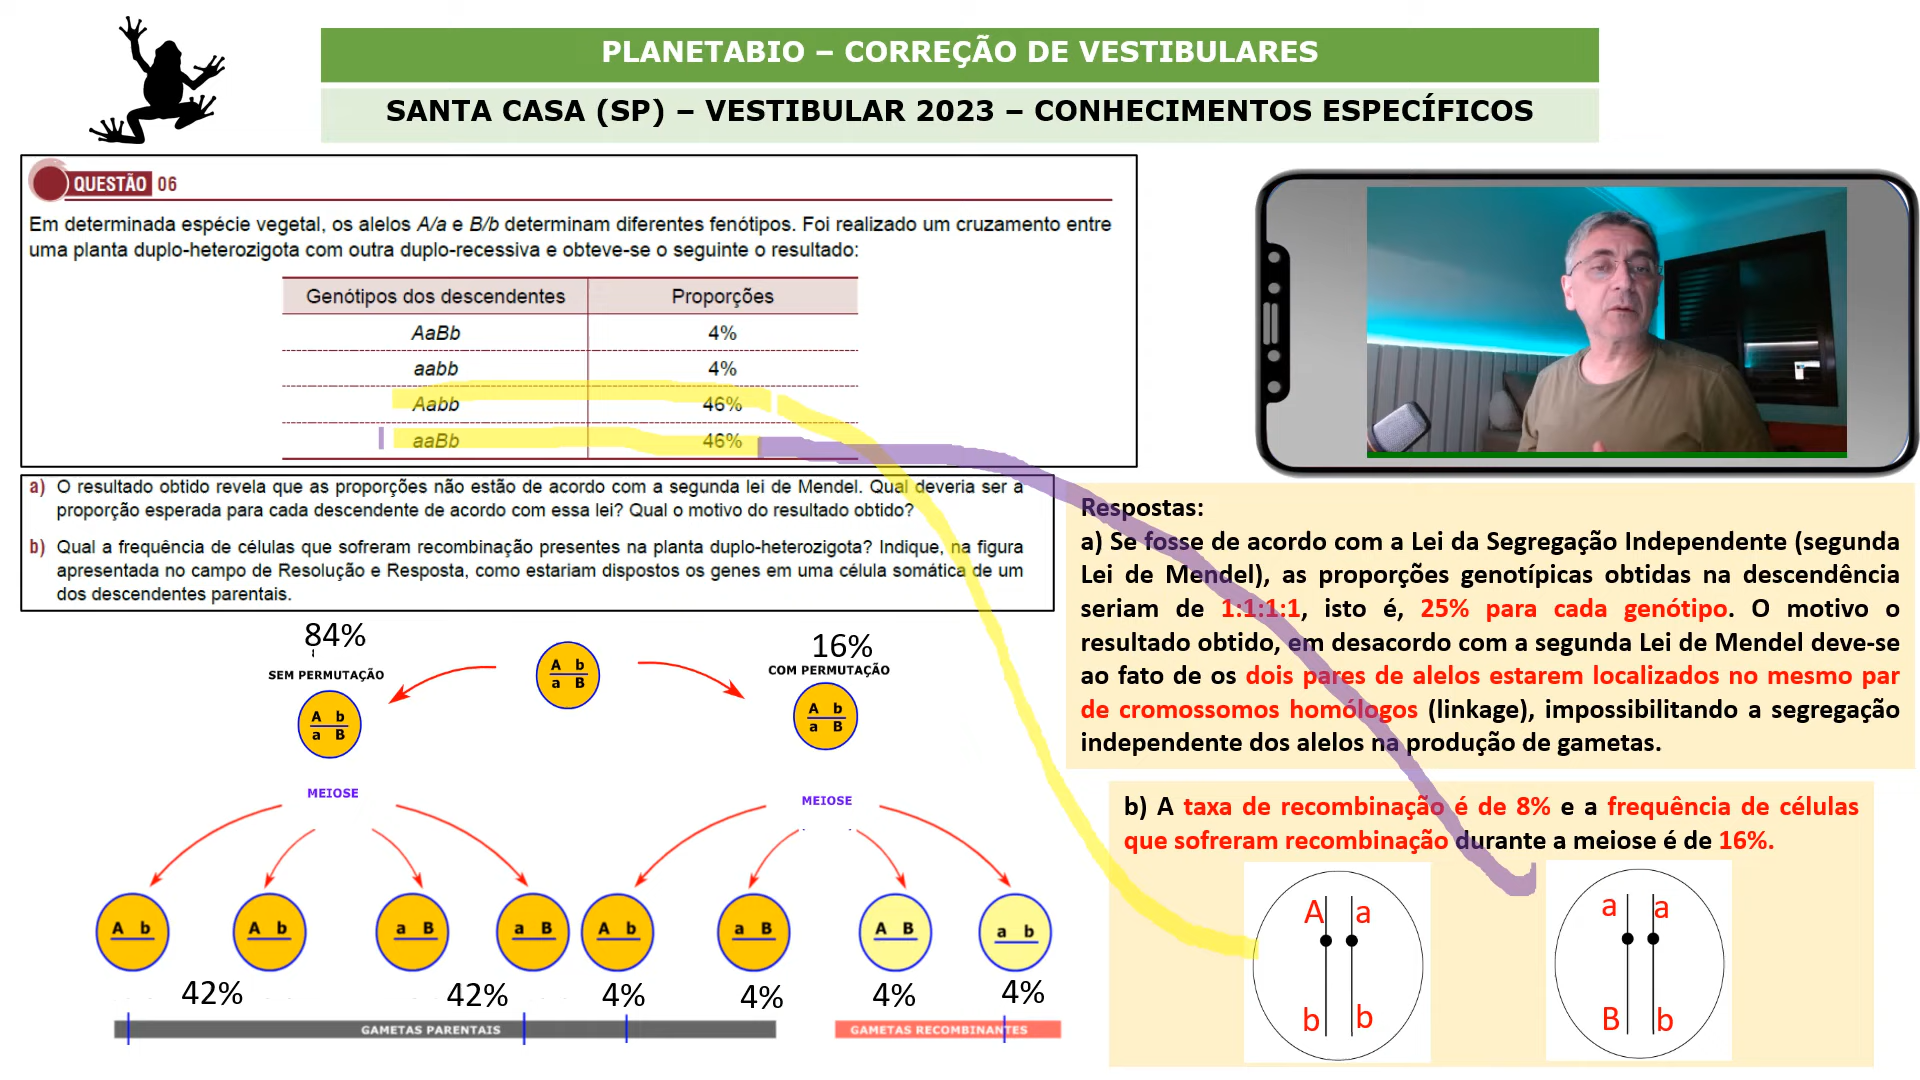 PLANETABIO – CORREÇÃO DE VESTIBULARES
SANTA CASA (SP) – VESTIBULAR 2023 – CONHECIMENTOS ESPECÍFICOS
QUESTÃO 06
Em determinada espécie vegetal, os alelos A/a e B/b determinam diferentes fenótipos. Foi realizado um cruzamento entre
uma planta duplo-heterozigota com outra duplo-recessiva e obteve-se o seguinte o resultado:
Genótipos dos descendentes Proporções
AaBb 4%
aabb 4%
Aabb 46%
aaBb 46%
a) O resultado obtido revela que as proporções não estão de acordo com a segunda lei de Mendel. Qual deveria ser a
proporção esperada para cada descendente de acordo com essa lei? Qual o motivo do resultado obtido?
b) Qual a frequência de células que sofreram recombinação presentes na planta duplo-heterozigota? Indique, na figura
apresentada no campo de Resolução e Resposta, como estariam dispostos os genes em uma célula somática de um
dos descendentes parentais.
84%
SEM PERMUTAÇÃO
16%
COM PERMUTAÇÃO
A b
a B
A b
a B
A b
a B
MEIOSE
MEIOSE
A b
A b
a B
a B
A b
a B
A B
a b
42%
42%
4%
4%
4%
4%
GAMETAS PARENTAIS
GAMETAS RECOMBINANTES
Respostas:
a) Se fosse de acordo com a Lei da Segregação Independente (segunda
Lei de Mendel), as proporções genotípicas obtidas na descendência
seriam de 1:1:1:1, isto é, 25% para cada genótipo. O motivo o
resultado obtido, em desacordo com a segunda Lei de Mendel deve-se
ao fato de os dois pares de alelos estarem localizados no mesmo par
de cromossomos homólogos (linkage), impossibilitando a segregação
independente dos alelos na produção de gametas.
b) A taxa de recombinação é de 8% e a frequência de células
que sofreram recombinação durante a meiose é de 16%.
A a
b b
a a
B b